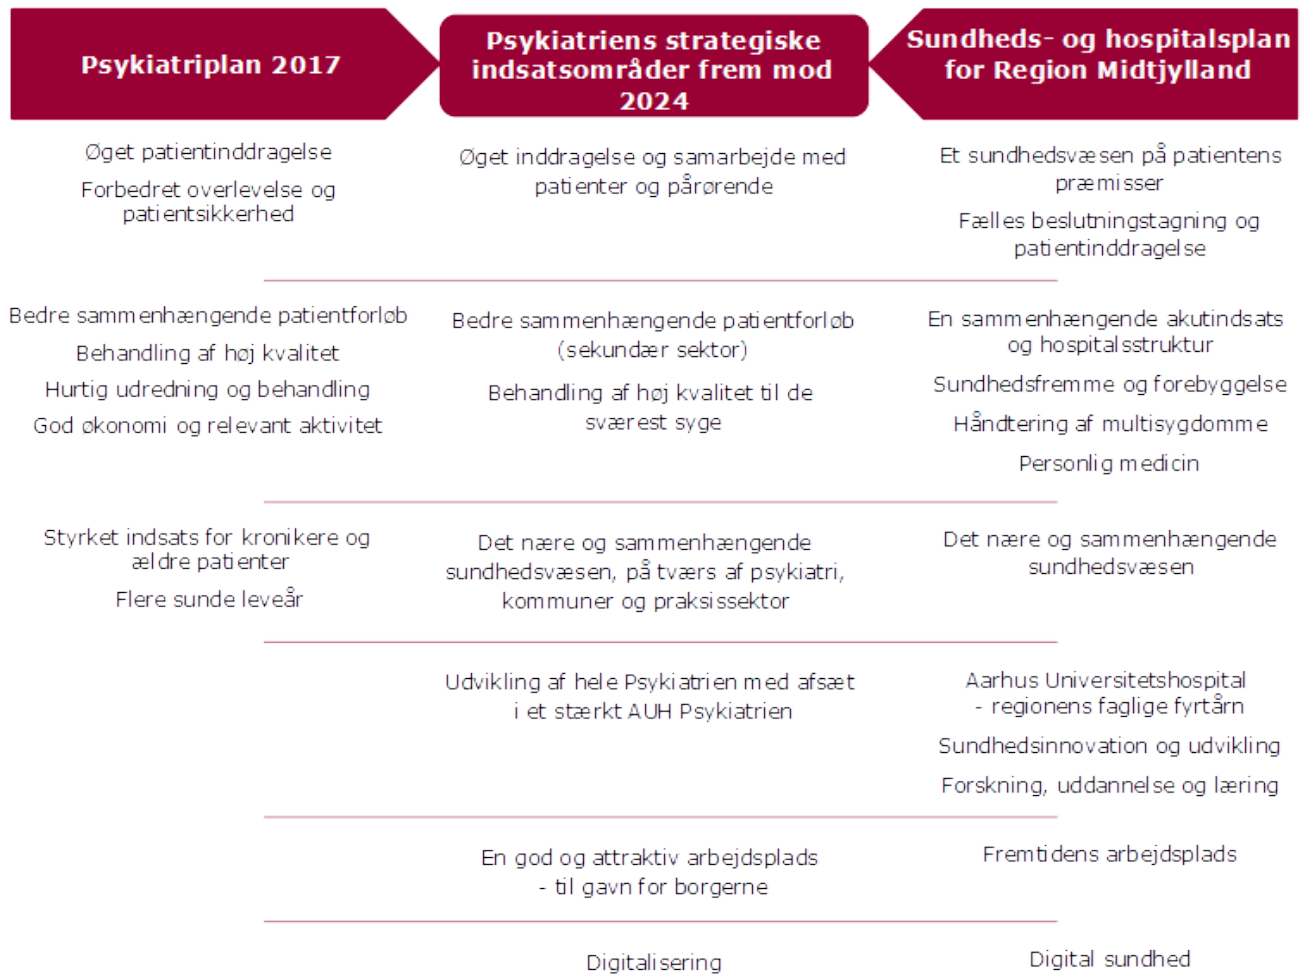 Psykiatriplan 2017
Psykiatriens strategiske
indsatsområder frem mod
2024
Sundheds- og hospitalsplan
for Region Midtjylland
Øget patientinddragelse
Forbedret overlevelse og
patientsikkerhed
Øget inddragelse og samarbejde med
patienter og pårørende
Et sundhedsvæsen på patientens
præmisser
Fælles beslutningstagning og
patientinddragelse
Bedre sammenhængende patientforløb
Behandling af høj kvalitet
Hurtig udredning og behandling
God økonomi og relevant aktivitet
Bedre sammenhængende patientforløb
(sekundær sektor)
Behandling af høj kvalitet til de
sværest syge
En sammenhængende akutindsats
og hospitalsstruktur
Sundhedsfremme og forebyggelse
Håndtering af multisygdomme
Personlig medicin
Styrket indsats for kronikere og
ældre patienter
Flere sunde leveår
Det nære og sammenhængende
sundhedsvæsen, på tværs af psykiatri,
kommuner og praksissektor
Det nære og sammenhængende
sundhedsvæsen
Udvikling af hele Psykiatrien med afsæt
i et stærkt AUH Psykiatrien
Aarhus Universitetshospital
- regionens faglige fyrtårn
Sundhedsinnovation og udvikling
Forskning, uddannelse og læring
En god og attraktiv arbejdsplads
- til gavn for borgerne
Fremtidens arbejdsplads
Digitalisering
Digital sundhed